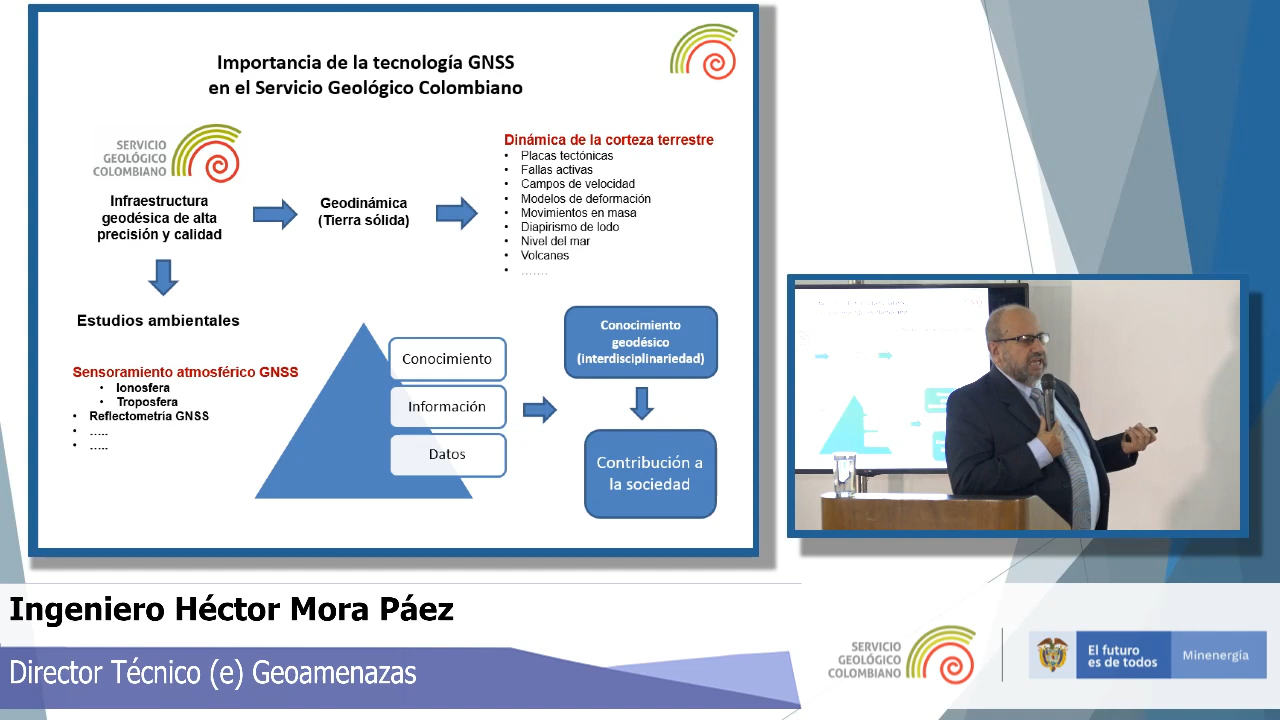 Importancia de la tecnología GNSS
en el Servicio Geológico Colombiano
SERVICIO
GEOLÓGICO
COLOMBIANO
Infraestructura
geodésica de alta
precisión y calidad
Geodinámica
(Tierra sólida)
Dinámica de la corteza terrestre
• Placas tectónicas
• Fallas activas
• Campos de velocidad
• Modelos de deformación
• Movimientos en masa
• Diapirismo de lodo
• Nivel del mar
• Volcanes
• .......
Estudios ambientales
Sensoramiento atmosférico GNSS
• Ionosfera
• Troposfera
• Reflectometría GNSS
• .....
• .....
Conocimiento
Información
Datos
Conocimiento
geodésico
(interdisciplinariedad)
Contribución a
la sociedad
Ingeniero Héctor Mora Páez
Director Técnico (e) Geoamenazas
SERVICIO
GEOLÓGICO
COLOMBIANO
El futuro
es de todos
Minenergía